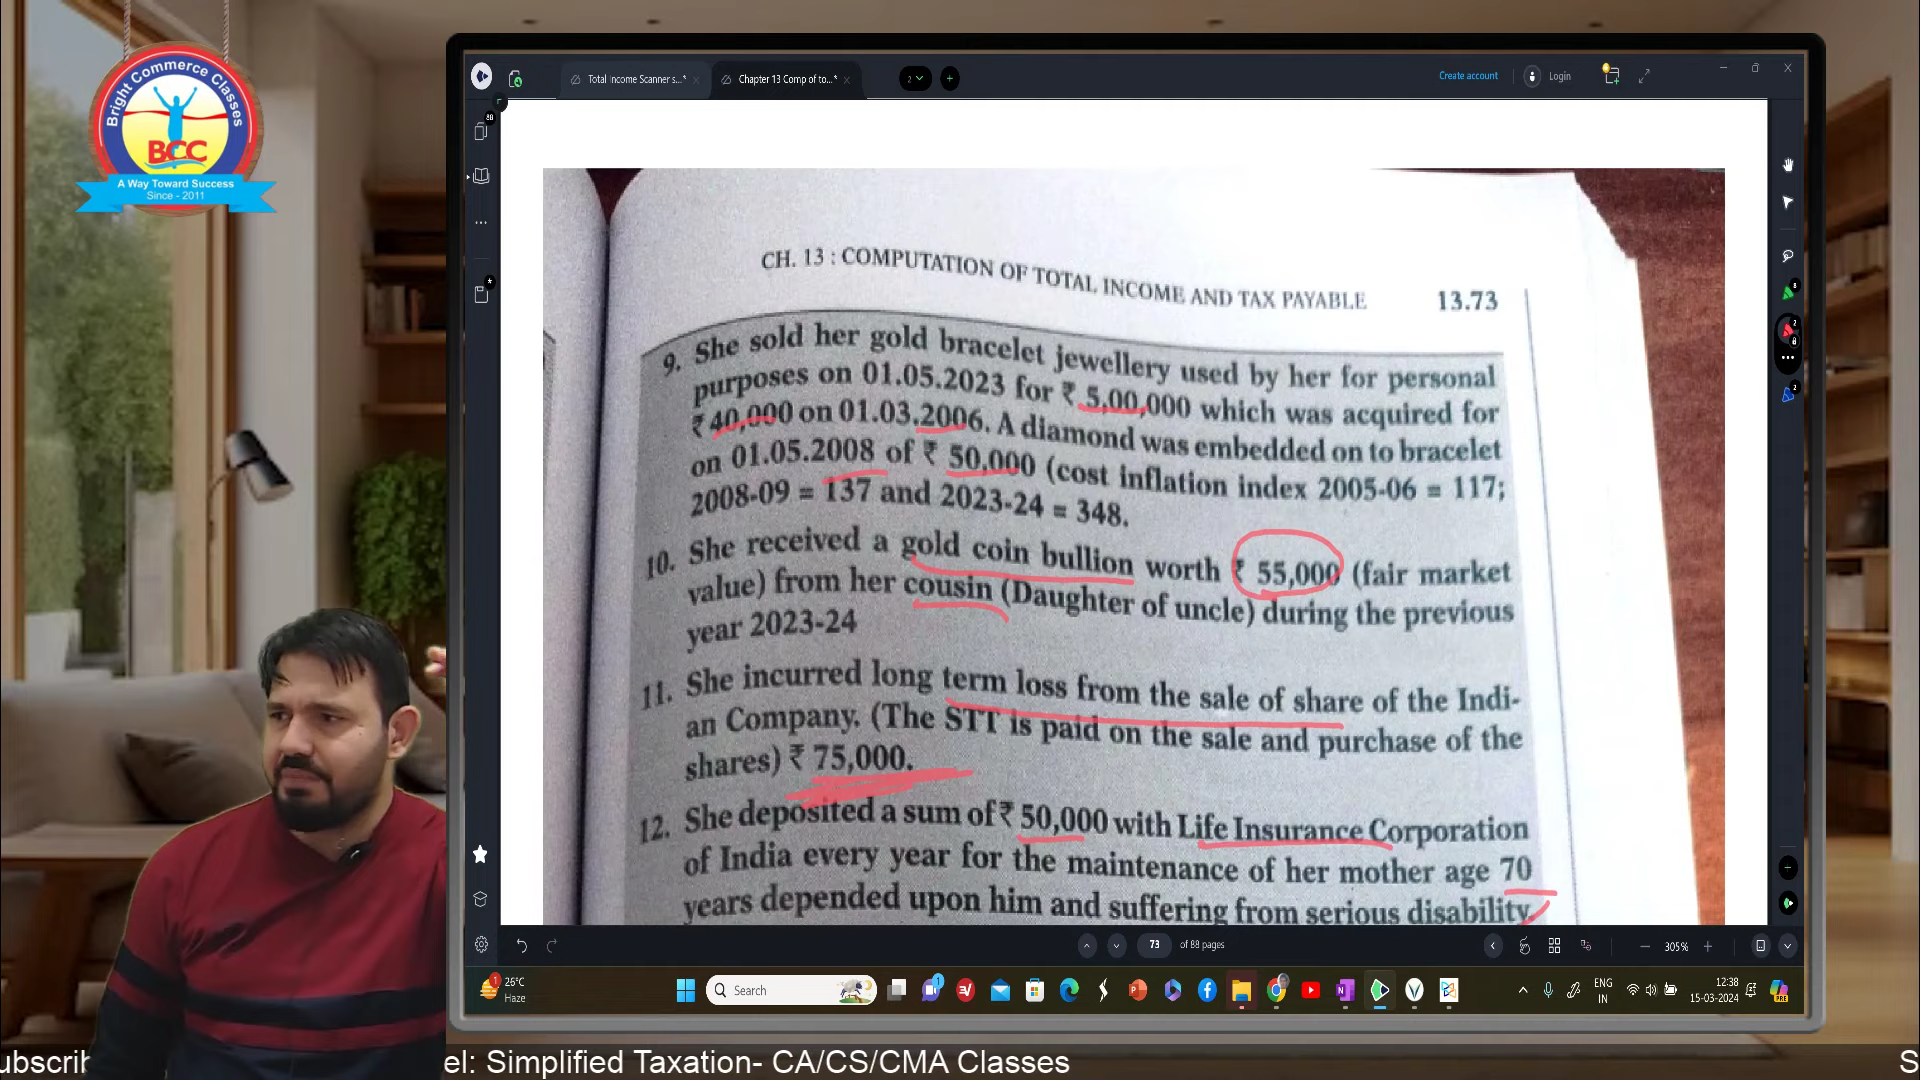 Bright Commerce Classes
BCC
A Way Toward Success
Since - 2011
Total Income Scanner s...*
Chapter 13 Comp of to...*
2
Create account
Login
88
CH. 13 : COMPUTATION OF TOTAL INCOME AND TAX PAYABLE 13.73
9. She sold her gold bracelet jewellery used by her for personal
purposes on 01.05.2023 for ₹ 5,00,000 which was acquired for
₹ 40,000 on 01.03.2006. A diamond was embedded on to bracelet
on 01.05.2008 of ₹ 50,000 (cost inflation index 2005-06 = 117;
2008-09 = 137 and 2023-24 = 348.
10. She received a gold coin bullion worth ₹ 55,000 (fair market
value) from her cousin (Daughter of uncle) during the previous
year 2023-24
11. She incurred long term loss from the sale of share of the Indi-
an Company. (The STT is paid on the sale and purchase of the
shares) ₹ 75,000.
12. She deposited a sum of ₹ 50,000 with Life Insurance Corporation
of India every year for the maintenance of her mother age 70
years depended upon him and suffering from serious disability.
73 of 88 pages
305%
26°C
Haze
Search
ENG
IN
12:38
15-03-2024
ubscrib
el: Simplified Taxation- CA/CS/CMA Classes
S